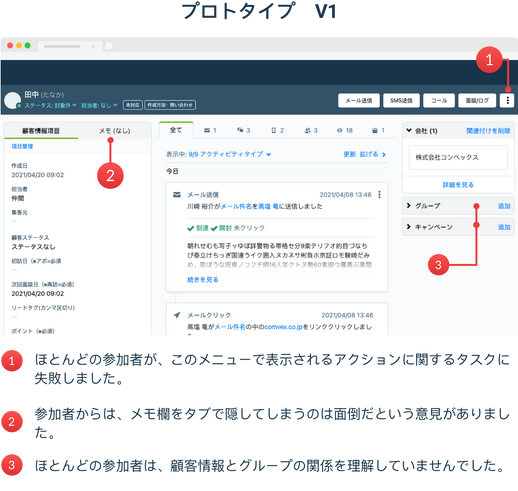 プロトタイプ V1
1
田中 (たなか)
ステータス: 対象外 担当者: なし 未対応 作成方法: 問い合わせ
メール送信 SMS送信 コール 面談/ログ
顧客情報項目 メモ (なし)
項目管理
2
作成日
2021/04/09 09:02
担当者
仲間
集客元
顧客ステータス
ステータスなし
初訪日 (※アポは必須
次回面談日 (※再訪は必須)
2021/04/20 09:02
リードタグ(カンマ区切り)
ポイント (※必須)
全て 1 3 2 3 18 1
表示中: 9/9 アクティビティタイプ 更新 拡げる
今日
メール送信 2021/04/08 13:46
川崎 裕介がメール件名を高塩 竜に送信しました
到達 開封 未クリック
続きを見る
メールクリック 2021/04/08 13:46
高塩 竜がメール件名の中のcomvex.co.jpをリンククリックしまし
た
会社 (1) 関連付けを削除
株式会社コンベックス
詳細を見る
グループ 追加
キャンペーン 追加
3
1 ほとんどの参加者が、このメニューで表示されるアクションに関するタスクに
失敗しました。
2 参加者からは、メモ欄をタブで隠してしまうのは面倒だという意見がありまし
た。
3 ほとんどの参加者は、顧客情報とグループの関係を理解していませんでした。